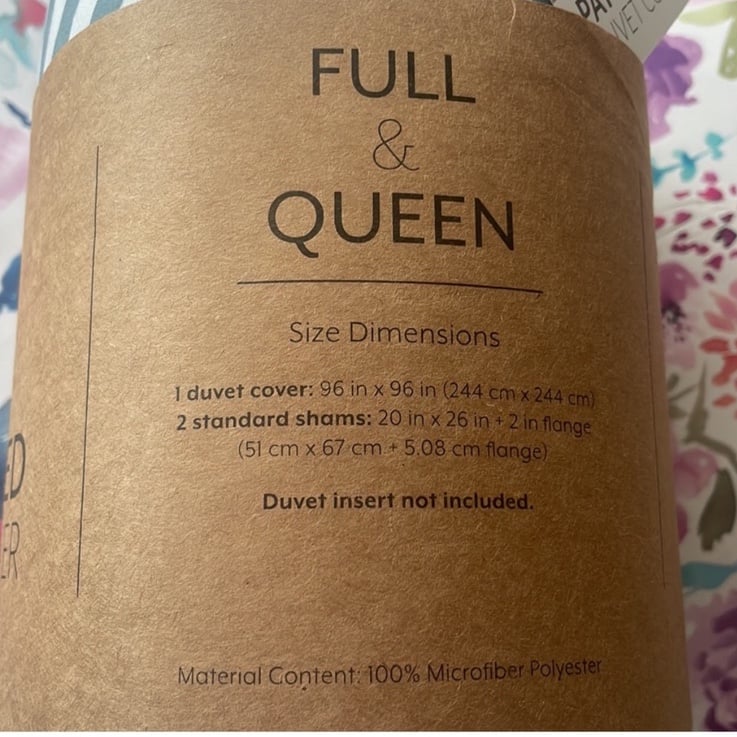 FULL
&
QUEEN
Size Dimensions
1 duvet cover: 96 in x 96 in (244 cm x 244 cm)
2 standard shams: 20 in x 26 in + 2 in flange
(51 cm x 67 cm + 5.08 cm flange)
Duvet insert not included.
Material Content: 100% Microfiber Polyester